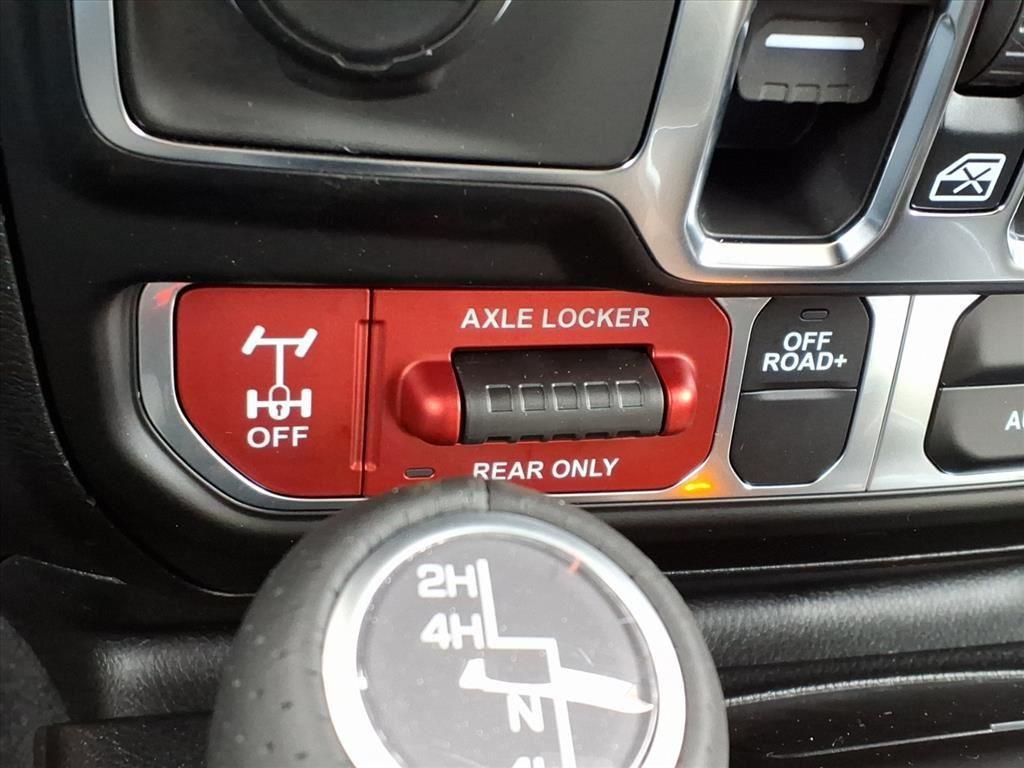 AXLE LOCKER
OFF
ROAD+
OFF
REAR ONLY
2H
4H
N